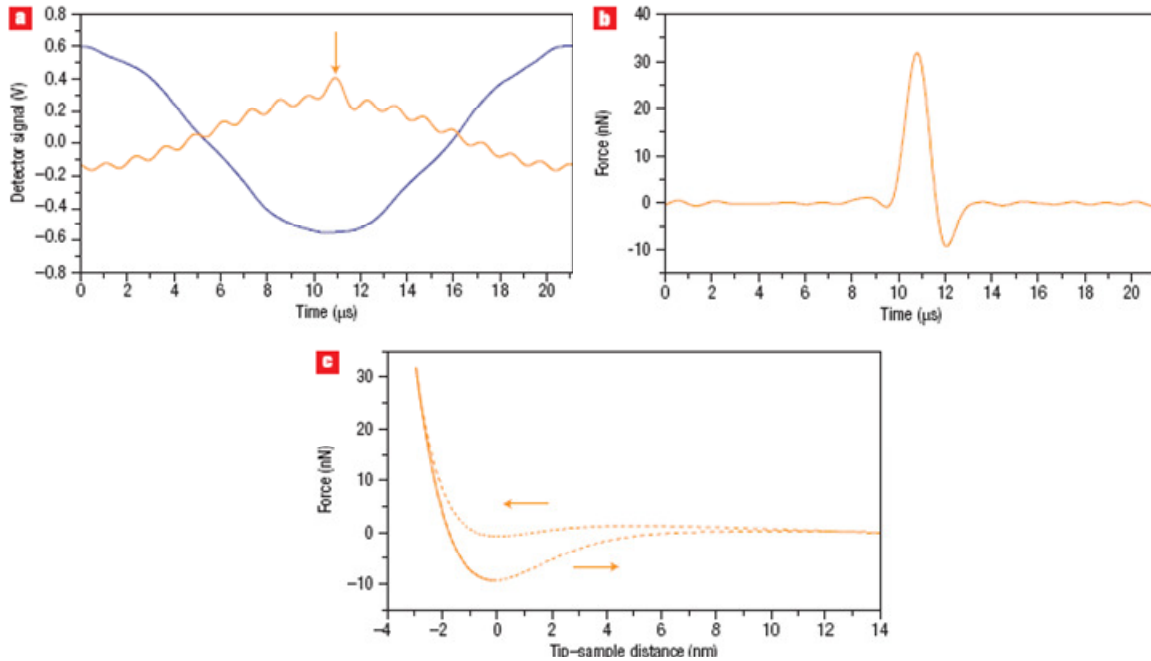 a
Detector signal (V)
0.8
0.6
0.4
0.2
0.0
−0.2
−0.4
−0.6
−0.8
0 2 4 6 8 10 12 14 16 18 20
Time (μs)
b
Force (nN)
40
30
20
10
0
-10
0 2 4 6 8 10 12 14 16 18 20
Time (μs)
c
Force (nN)
30
20
10
0
−10
−4 −2 0 2 4 6 8 10 12 14
Tip–sample distance (nm)